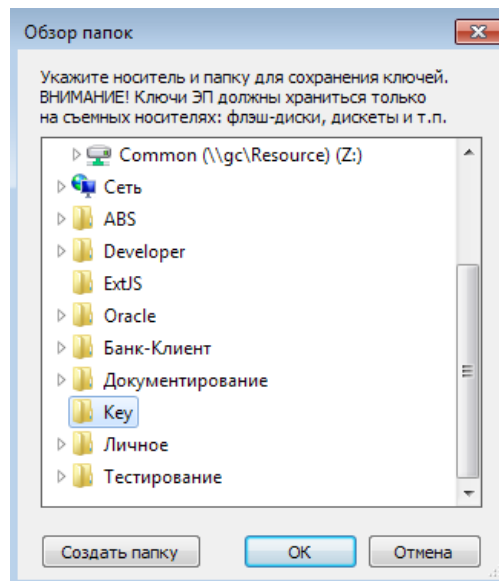 Обзор папок
Укажите носитель и папку для сохранения ключей.
ВНИМАНИЕ! Ключи ЭП должны храниться только
на съемных носителях: флэш-диски, дискеты и т.п.
Common (\\gc\Resource) (Z:)
Сеть
ABS
Developer
ExtJS
Oracle
Банк-Клиент
Документирование
Key
Личное
Тестирование
Создать папку
ОК
Отмена